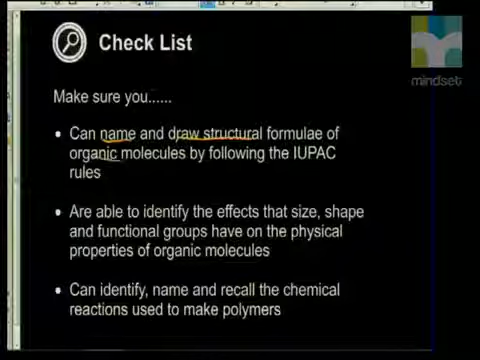 Check List
mindset
Make sure you......
• Can name and draw structural formulae of
organic molecules by following the IUPAC
rules
• Are able to identify the effects that size, shape
and functional groups have on the physical
properties of organic molecules
• Can identify, name and recall the chemical
reactions used to make polymers